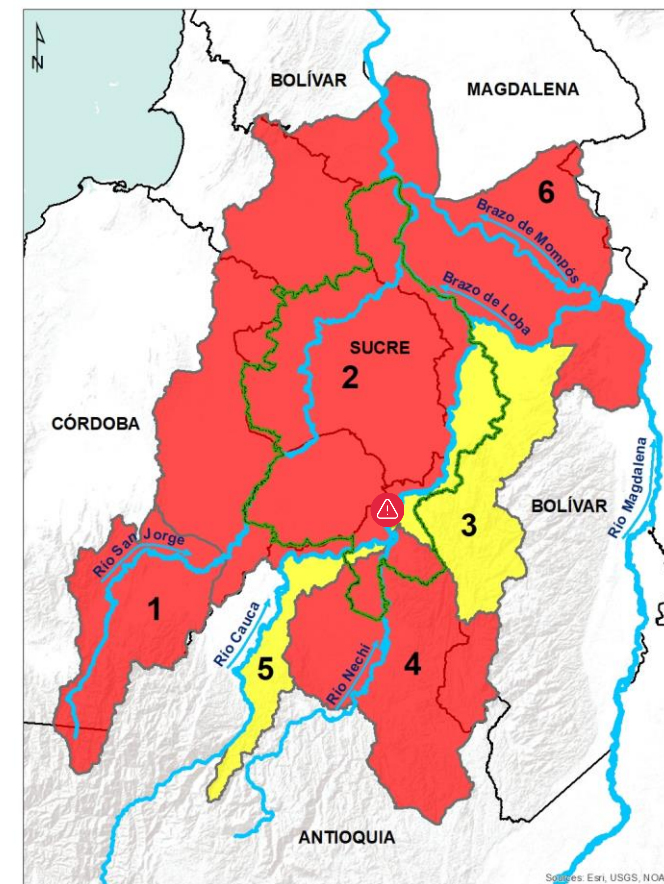 N
BOLÍVAR
MAGDALENA
6
Brazo de Mompós
Brazo de Loba
SUCRE
2
CÓRDOBA
BOLÍVAR
Río Magdalena
3
Río San Jorge
1
Río Cauca
5
Río Nechí
4
ANTIOQUIA
Sources: Esri, USGS, NOA